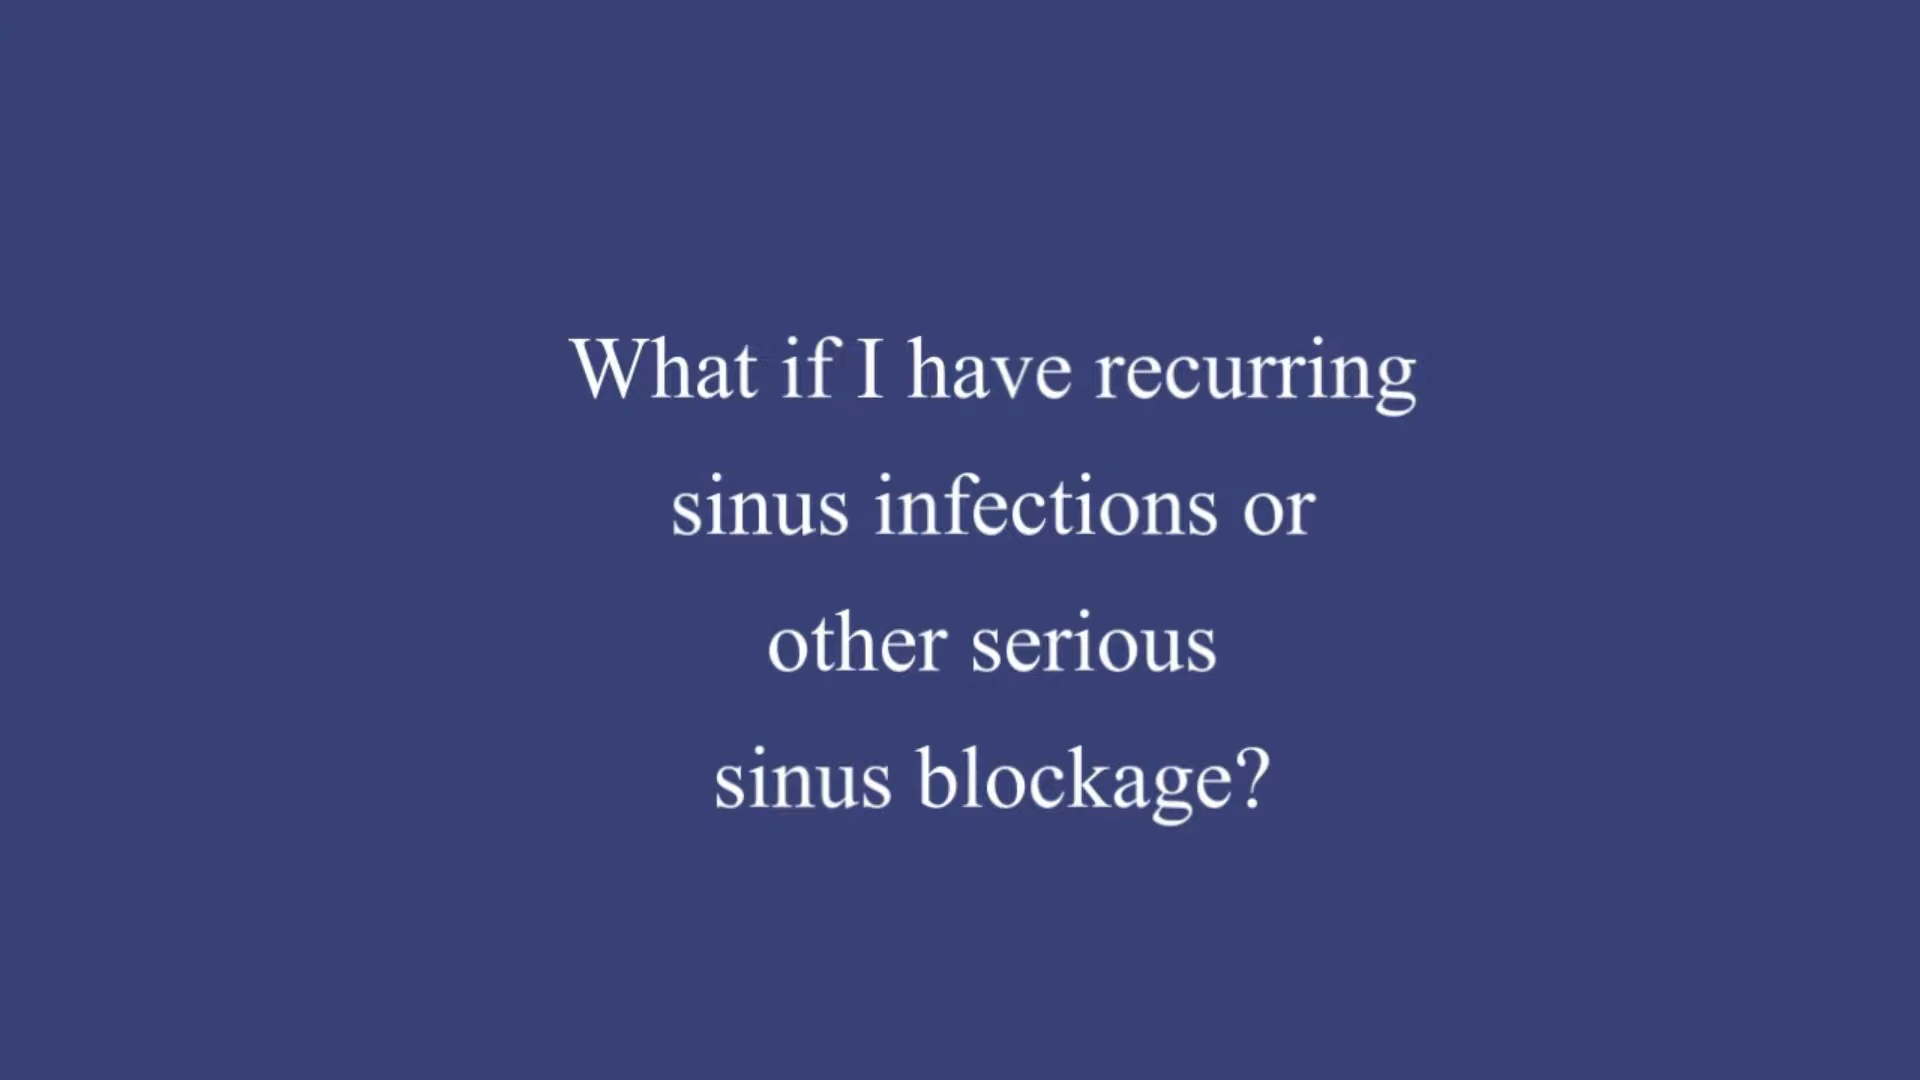 What if I have recurring
sinus infections or
other serious
sinus blockage?